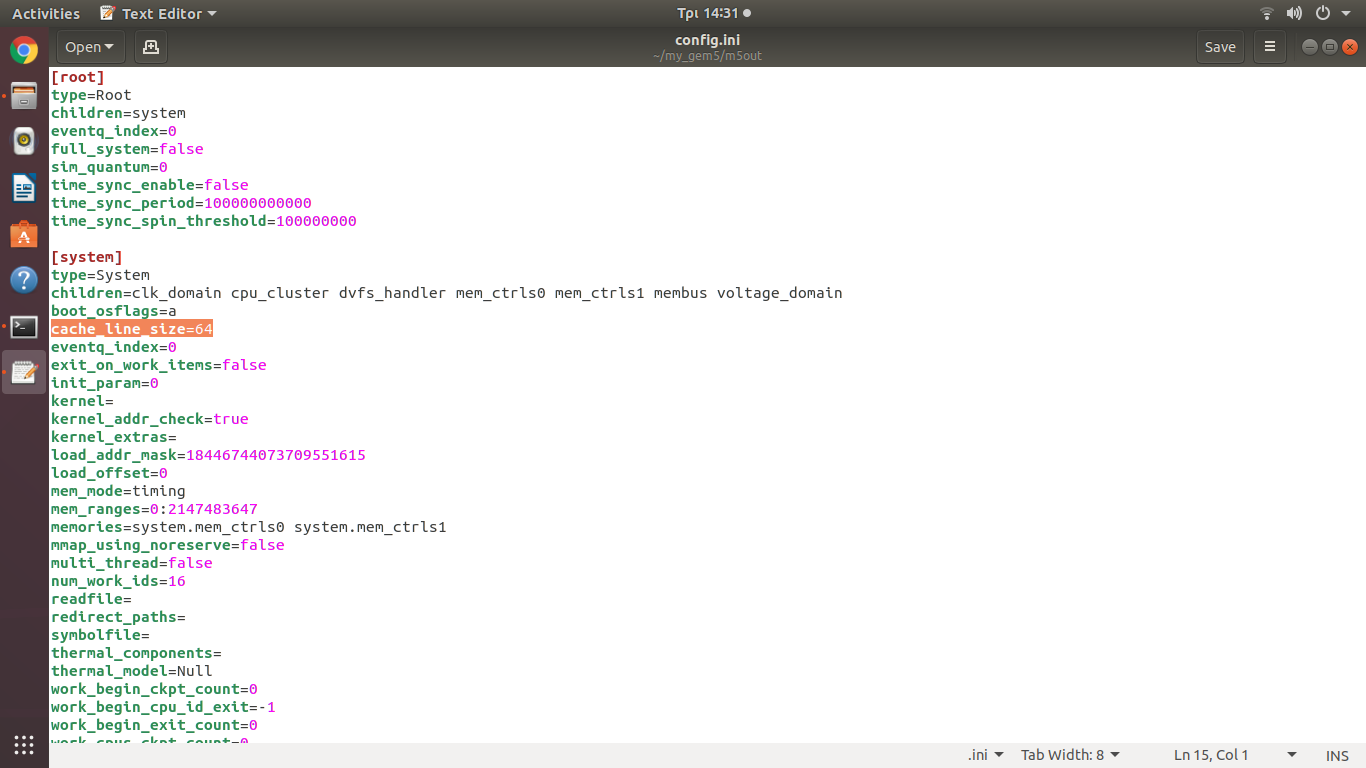 Activities Text Editor Τρι 14:31
Open config.ini Save
~/my_gem5/m5out
[root]
type=Root
children=system
eventq_index=0
full_system=false
sim_quantum=0
time_sync_enable=false
time_sync_period=100000000000
time_sync_spin_threshold=100000000
[system]
type=System
children=clk_domain cpu_cluster dvfs_handler mem_ctrls0 mem_ctrls1 membus voltage_domain
boot_osflags=a
cache_line_size=64
eventq_index=0
exit_on_work_items=false
init_param=0
kernel=
kernel_addr_check=true
kernel_extras=
load_addr_mask=18446744073709551615
load_offset=0
mem_mode=timing
mem_ranges=0:2147483647
memories=system.mem_ctrls0 system.mem_ctrls1
mmap_using_noreserve=false
multi_thread=false
num_work_ids=16
readfile=
redirect_paths=
symbolfile=
thermal_components=
thermal_model=Null
work_begin_ckpt_count=0
work_begin_cpu_id_exit=-1
work_begin_exit_count=0
work_cpus_ckpt_count=0
.ini Tab Width: 8 Ln 15, Col 1 INS